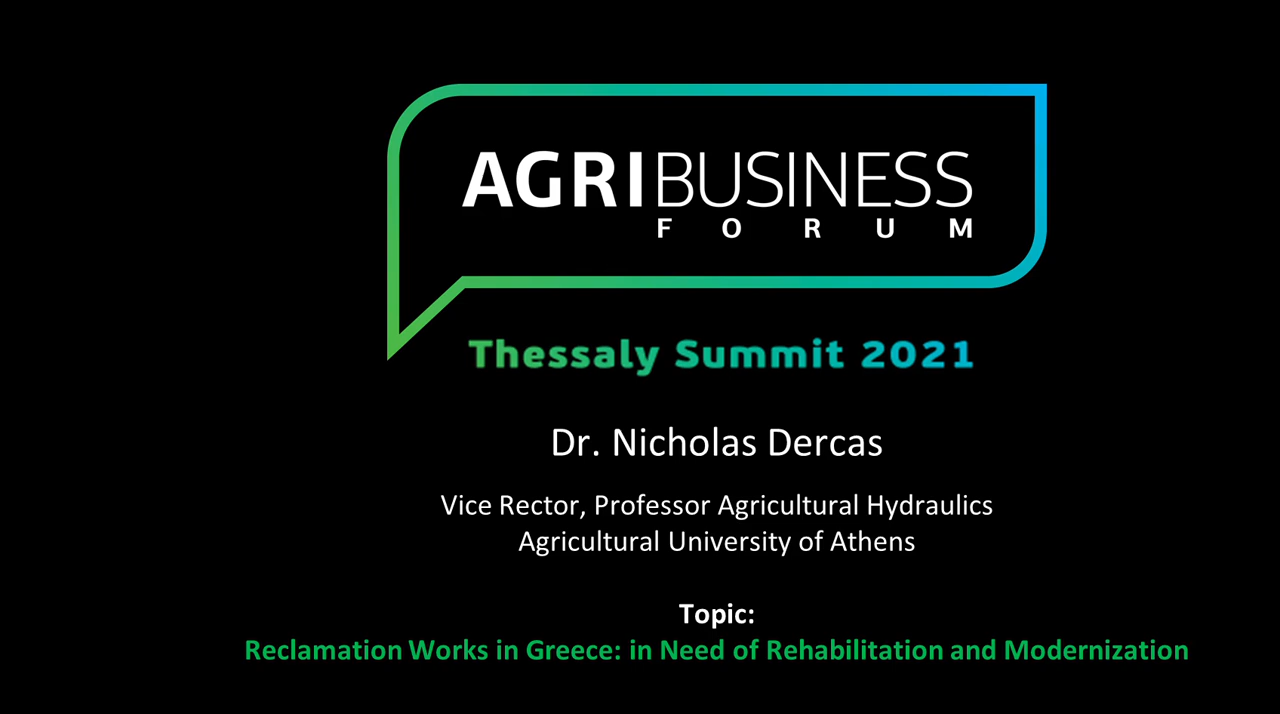 AGRIBUSINESS
FORUM
Thessaly Summit 2021
Dr. Nicholas Dercas
Vice Rector, Professor Agricultural Hydraulics
Agricultural University of Athens
Topic:
Reclamation Works in Greece: in Need of Rehabilitation and Modernization